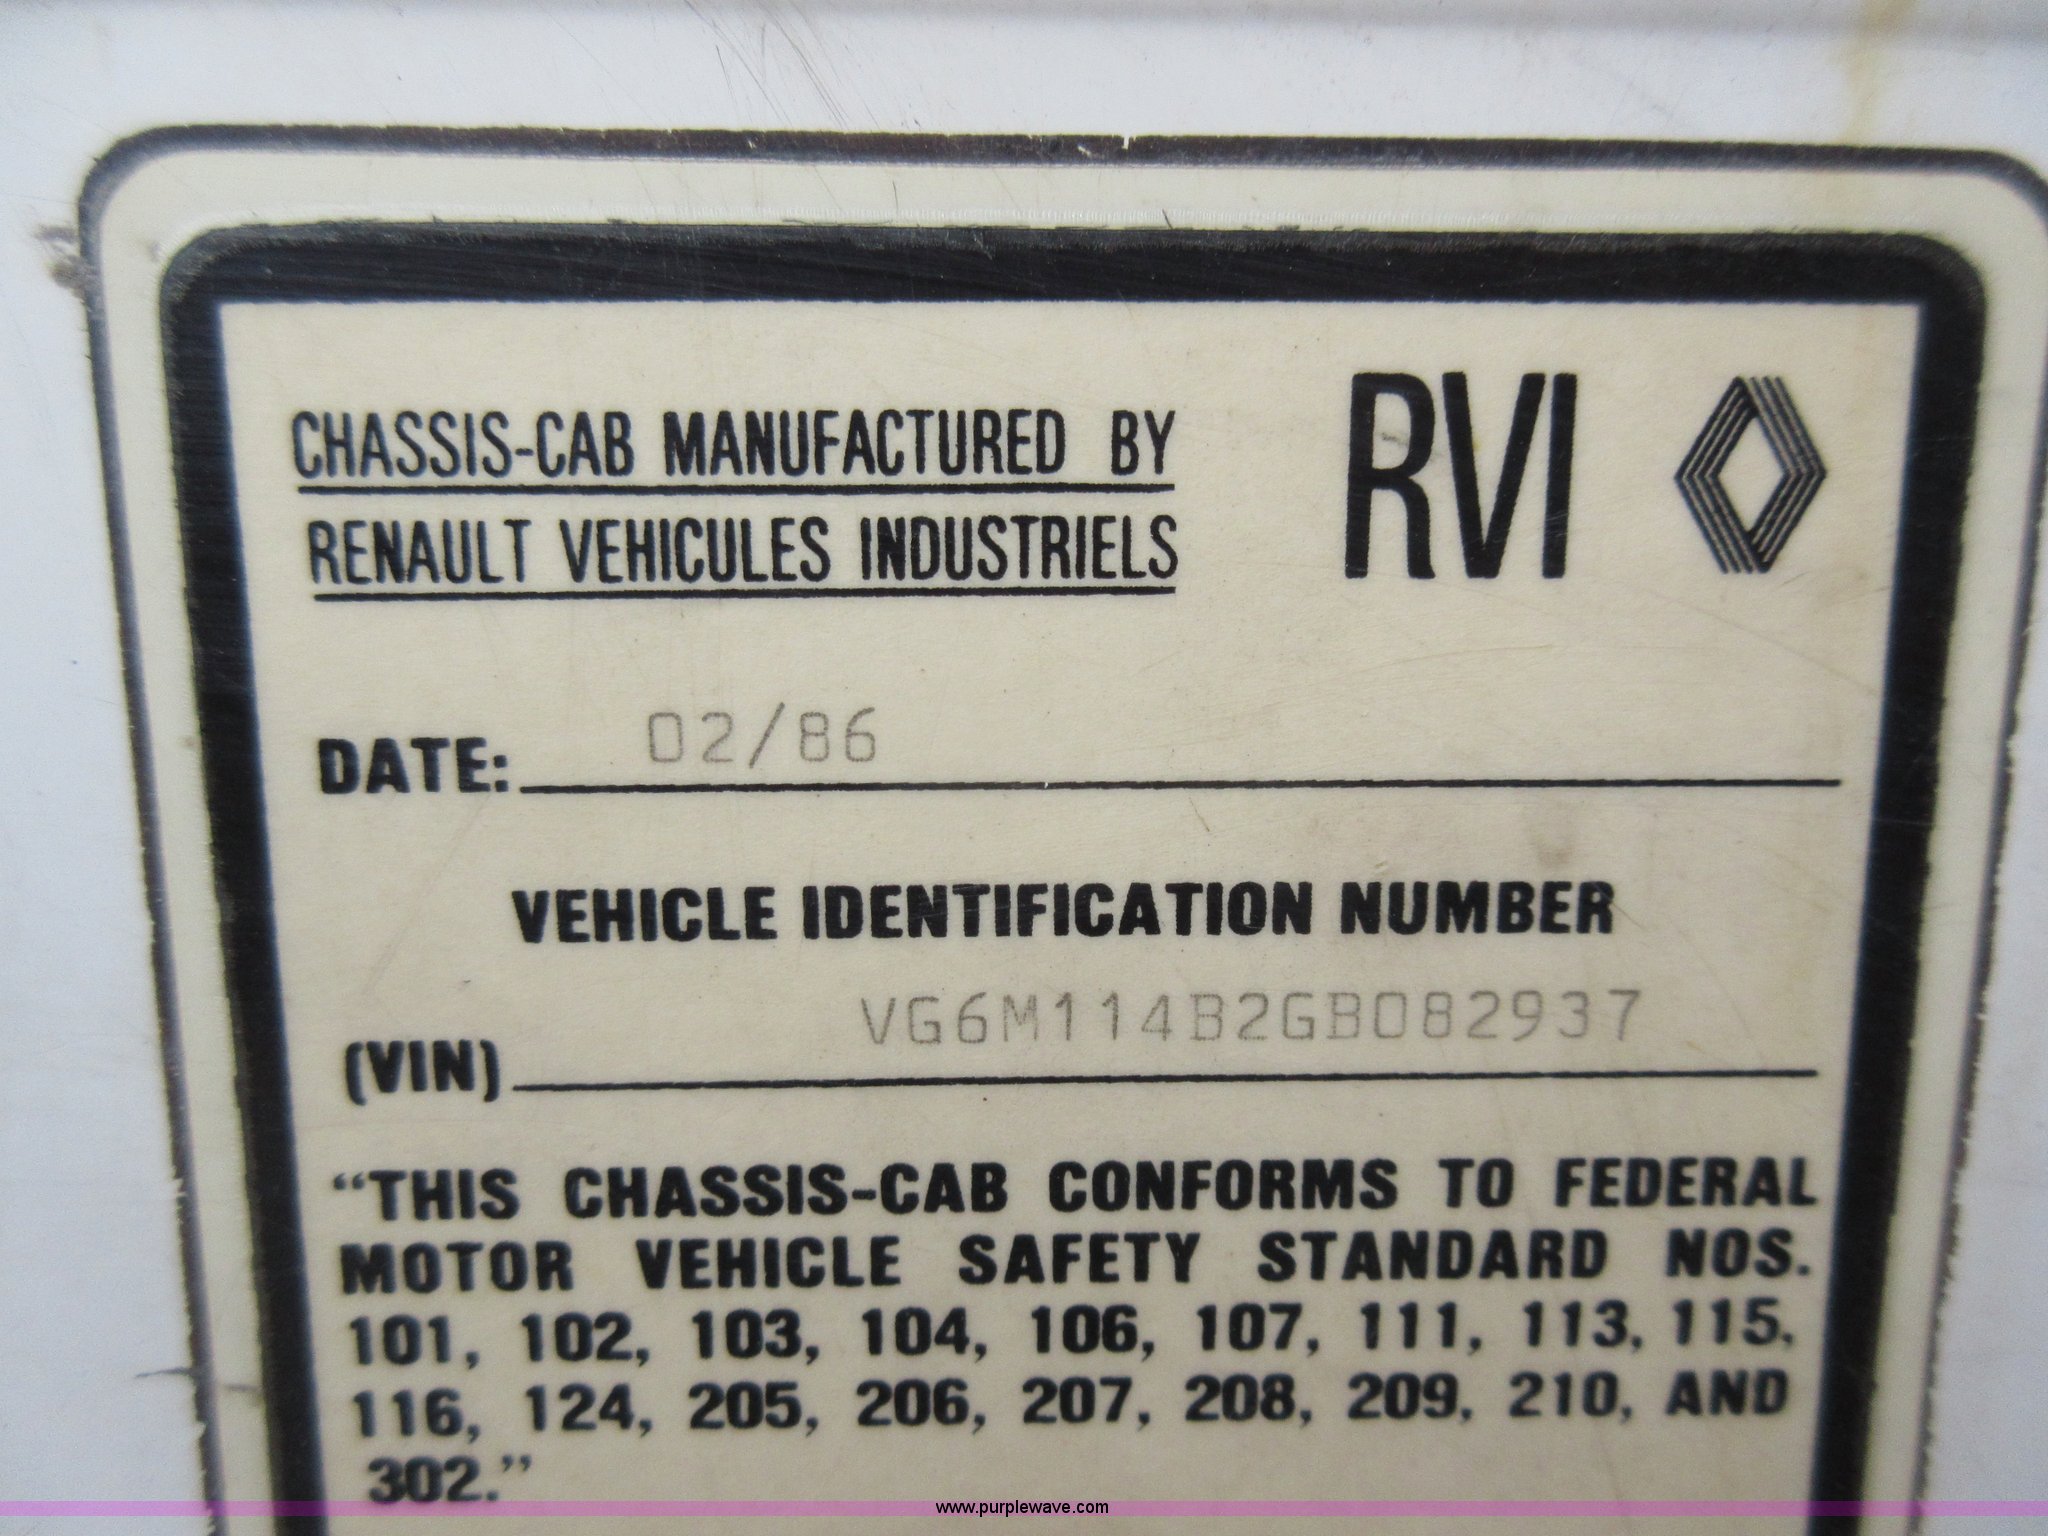 CHASSIS-CAB MANUFACTURED BY
RENAULT VEHICULES INDUSTRIELS
RVI
DATE: 02/86
VEHICLE IDENTIFICATION NUMBER
(VIN) VG6M114B2GB082937
“THIS CHASSIS-CAB CONFORMS TO FEDERAL
MOTOR VEHICLE SAFETY STANDARD NOS.
101, 102, 103, 104, 106, 107, 111, 113, 115,
116, 124, 205, 206, 207, 208, 209, 210, AND
302.”
www.purplewave.com